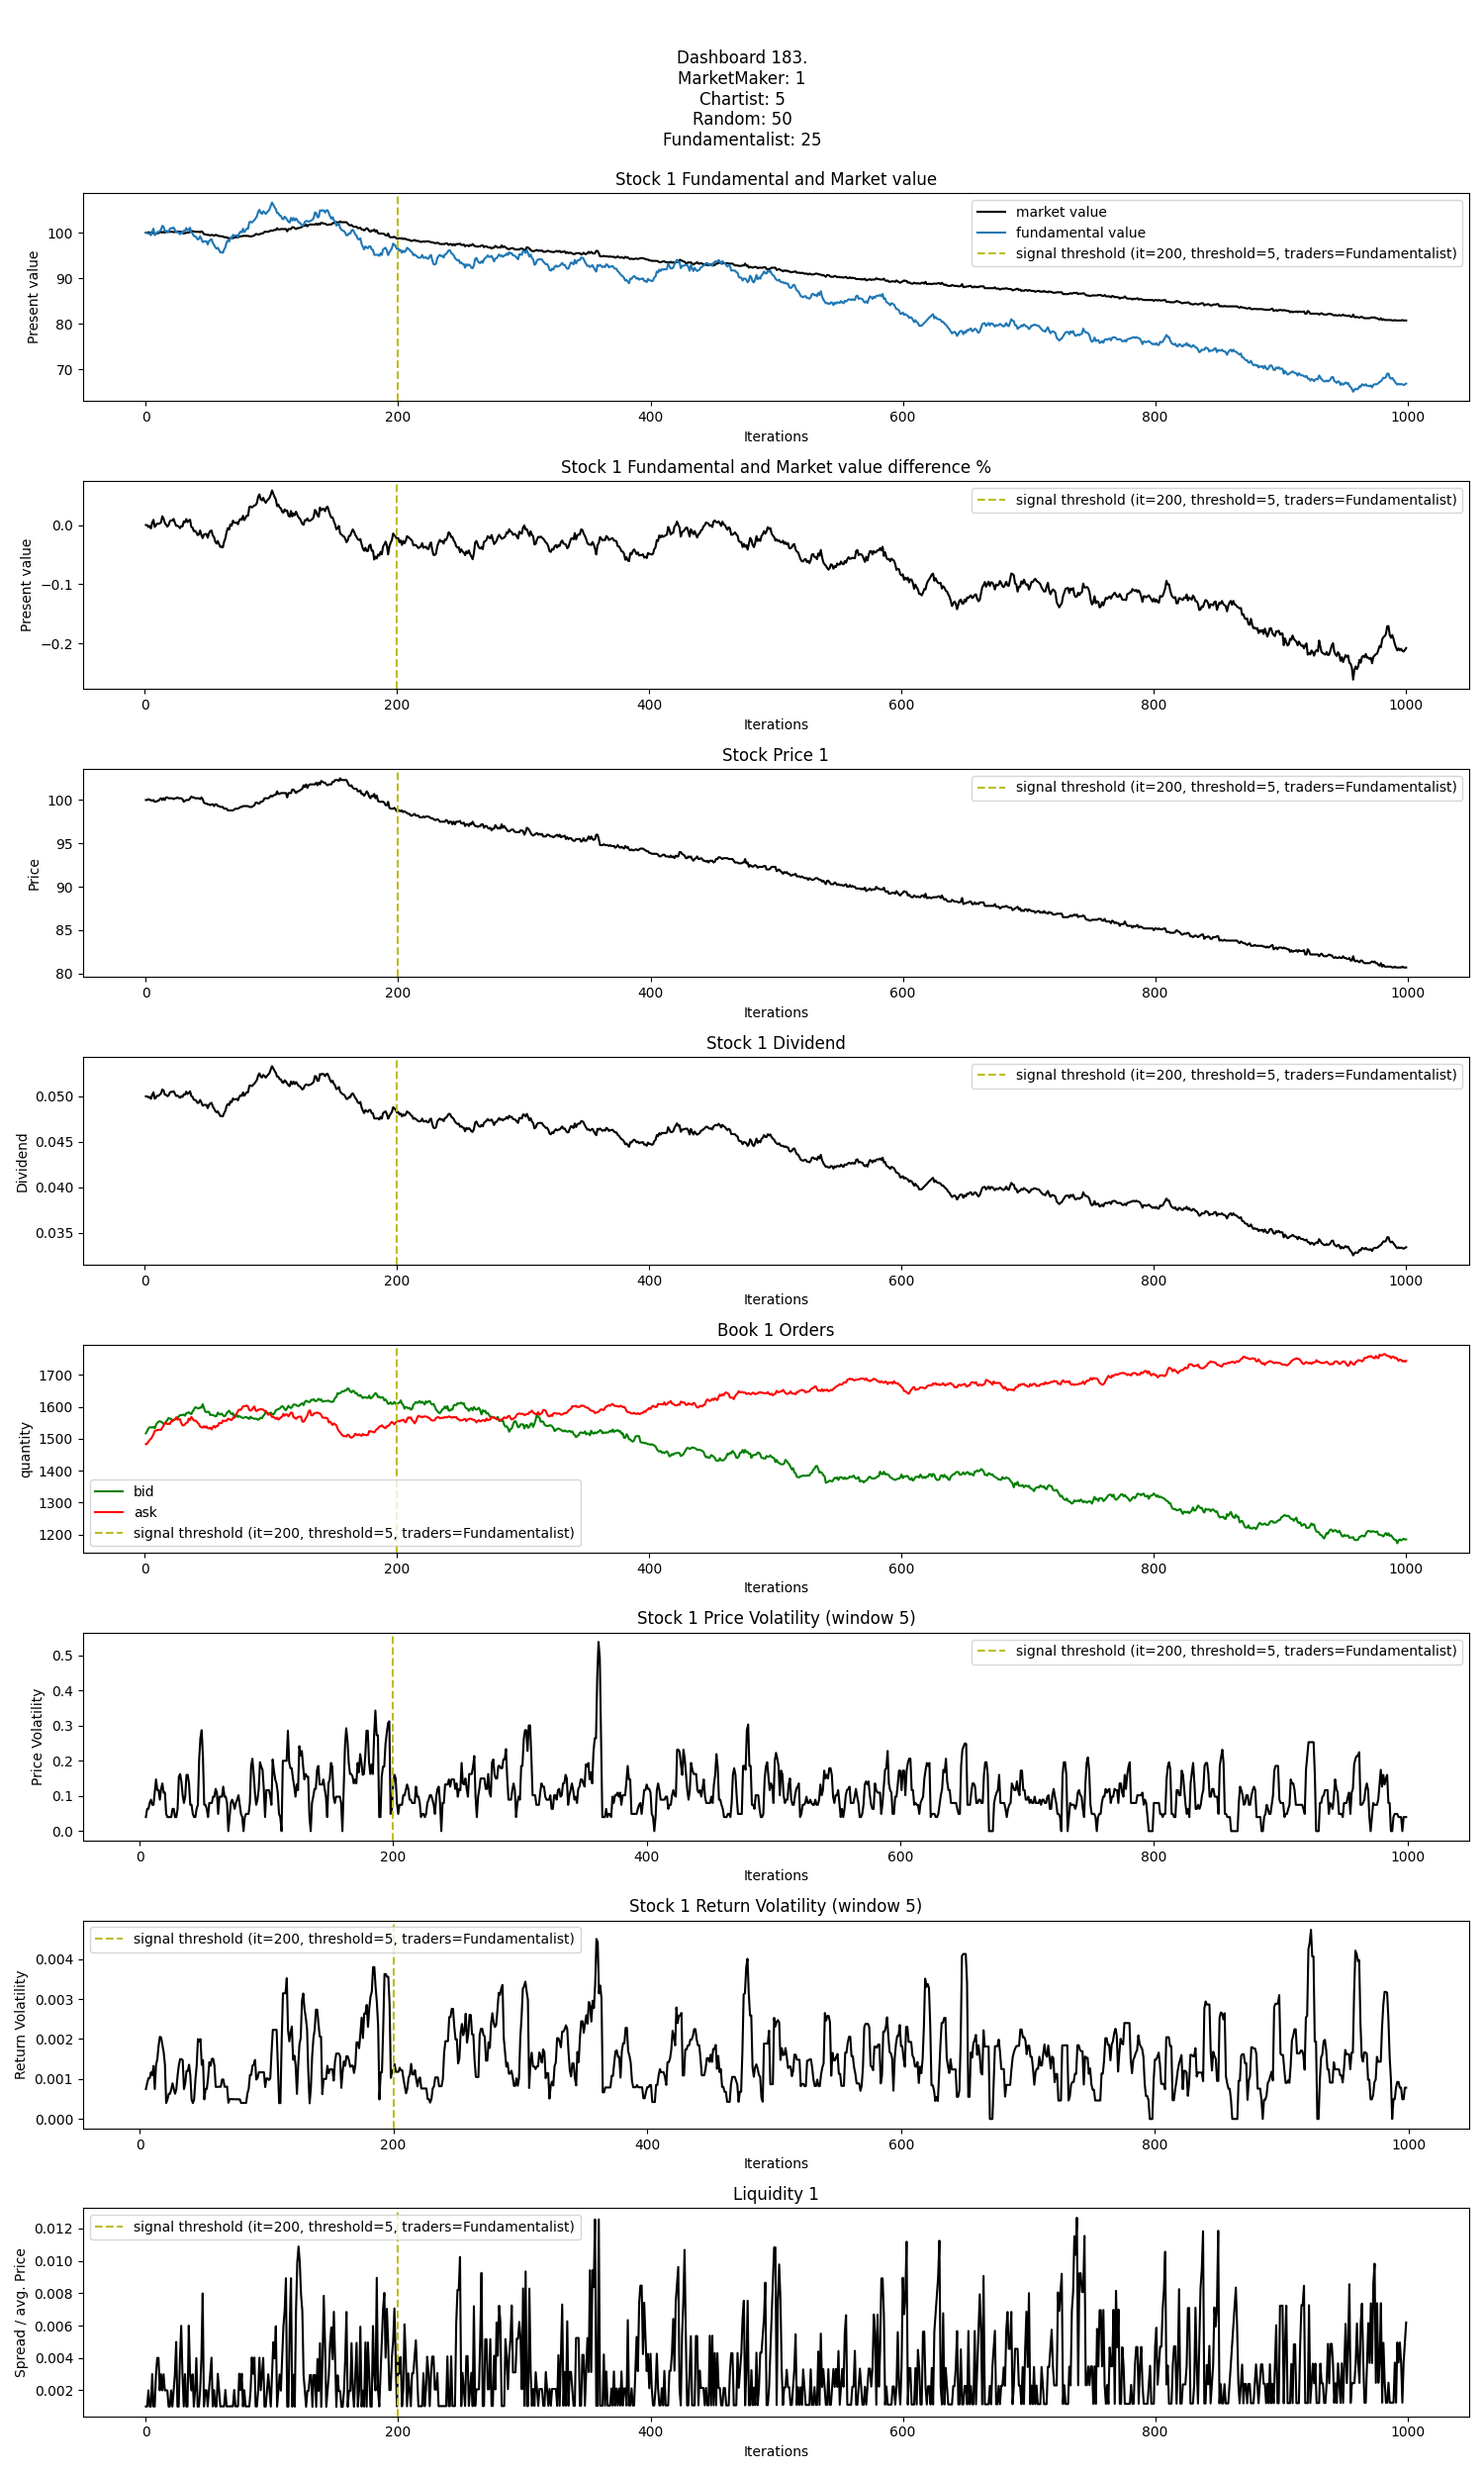 Dashboard 183.
MarketMaker: 1
Chartist: 5
Random: 50
Fundamentalist: 25
Stock 1 Fundamental and Market value
market value
fundamental value
signal threshold (it=200, threshold=5, traders=Fundamentalist)
100
90
80
70
Present value
0 200 400 600 800 1000
Iterations
Stock 1 Fundamental and Market value difference %
signal threshold (it=200, threshold=5, traders=Fundamentalist)
0.0
−0.1
−0.2
Present value
0 200 400 600 800 1000
Iterations
Stock Price 1
signal threshold (it=200, threshold=5, traders=Fundamentalist)
100
95
90
85
80
Price
0 200 400 600 800 1000
Iterations
Stock 1 Dividend
signal threshold (it=200, threshold=5, traders=Fundamentalist)
0.050
0.045
0.040
0.035
Dividend
0 200 400 600 800 1000
Iterations
Book 1 Orders
1700
1600
1500
1400
1300
1200
quantity
bid
ask
signal threshold (it=200, threshold=5, traders=Fundamentalist)
0 200 400 600 800 1000
Iterations
Stock 1 Price Volatility (window 5)
signal threshold (it=200, threshold=5, traders=Fundamentalist)
0.5
0.4
0.3
0.2
0.1
0.0
Price Volatility
0 200 400 600 800 1000
Iterations
Stock 1 Return Volatility (window 5)
signal threshold (it=200, threshold=5, traders=Fundamentalist)
0.004
0.003
0.002
0.001
0.000
Return Volatility
0 200 400 600 800 1000
Iterations
Liquidity 1
signal threshold (it=200, threshold=5, traders=Fundamentalist)
0.012
0.010
0.008
0.006
0.004
0.002
Spread / avg. Price
0 200 400 600 800 1000
Iterations